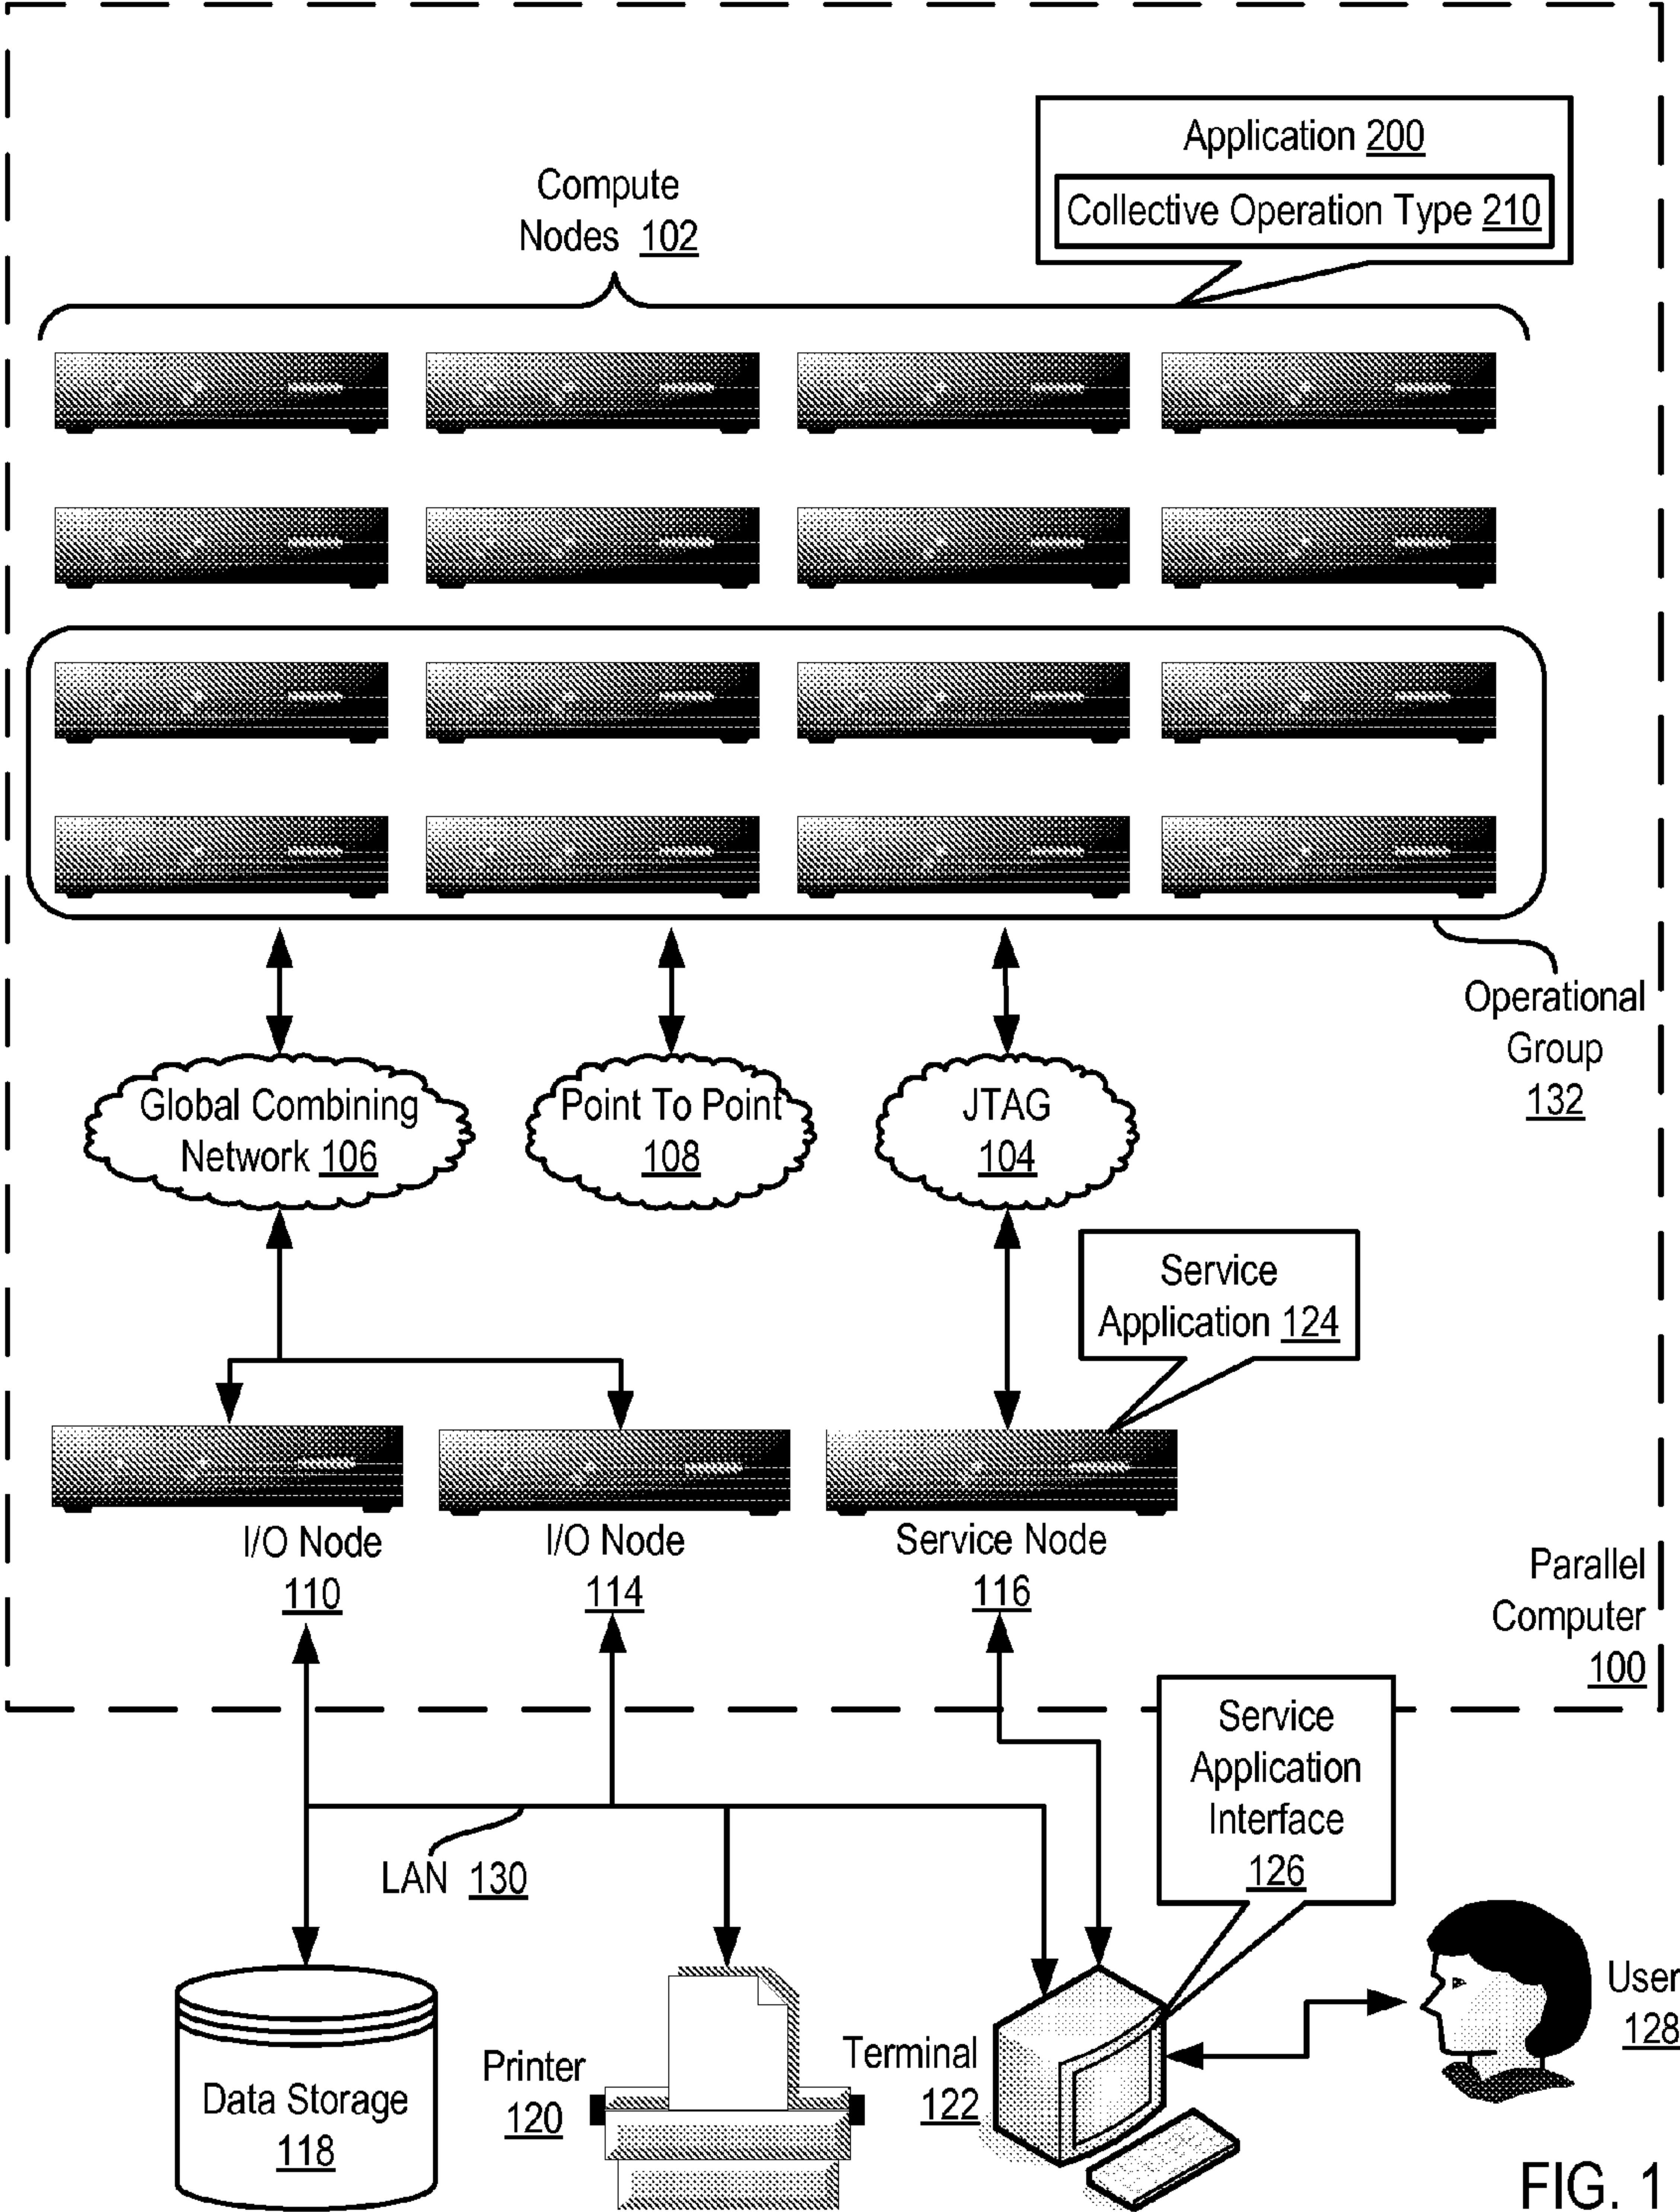 Application 200
Collective Operation Type 210
Compute
Nodes 102
Operational
Group
132
Global Combining
Network 106
Point To Point
108
JTAG
104
Service
Application 124
I/O Node
110
I/O Node
114
Service Node
116
Parallel
Computer
100
Service
Application
Interface
126
LAN 130
Data Storage
118
Printer
120
Terminal
122
User
128
FIG. 1